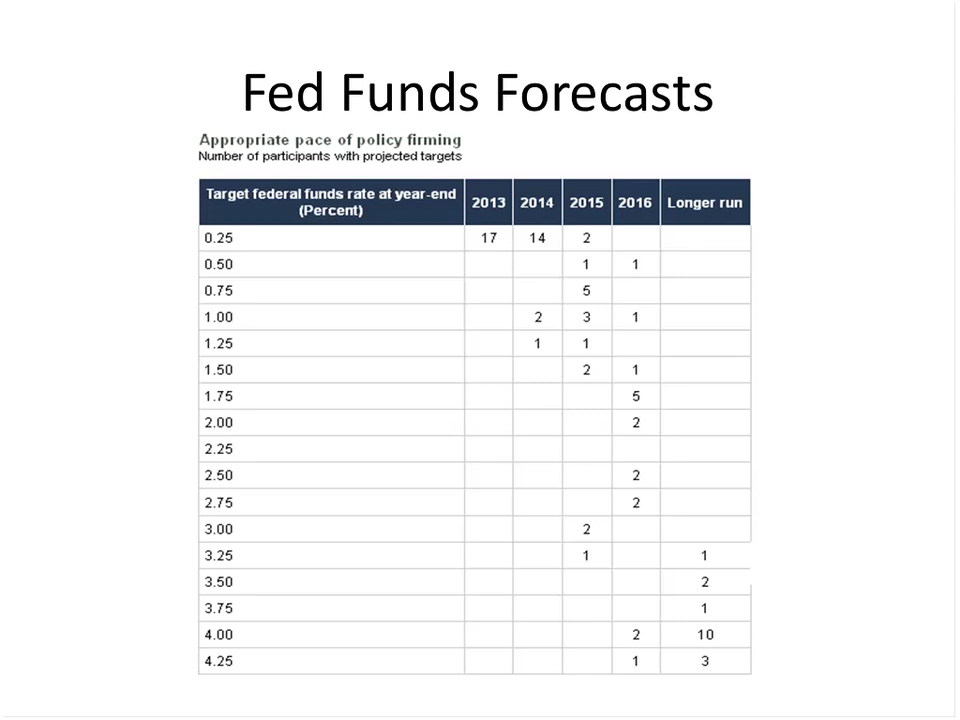 Fed Funds Forecasts
Appropriate pace of policy firming
Number of participants with projected targets
Target federal funds rate at year-end (Percent) 2013 2014 2015 2016 Longer run
0.25 17 14 2
0.50 1 1
0.75 5
1.00 2 3 1
1.25 1 1
1.50 2 1
1.75 5
2.00 2
2.25
2.50 2
2.75 2
3.00 2
3.25 1 1
3.50 2
3.75 1
4.00 2 10
4.25 1 3